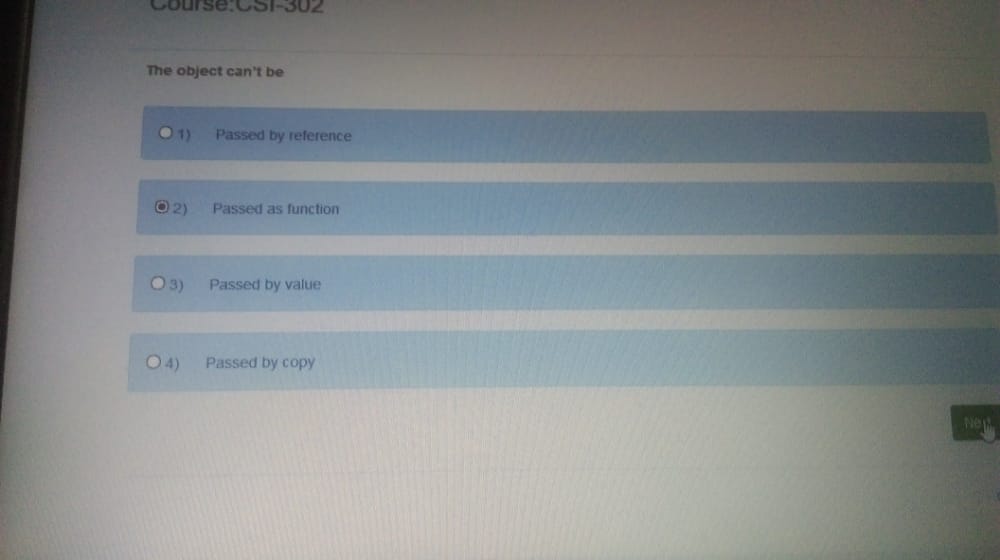 Course:CSI-302
The object can't be
1) Passed by reference
2) Passed as function
3) Passed by value
4) Passed by copy
Next